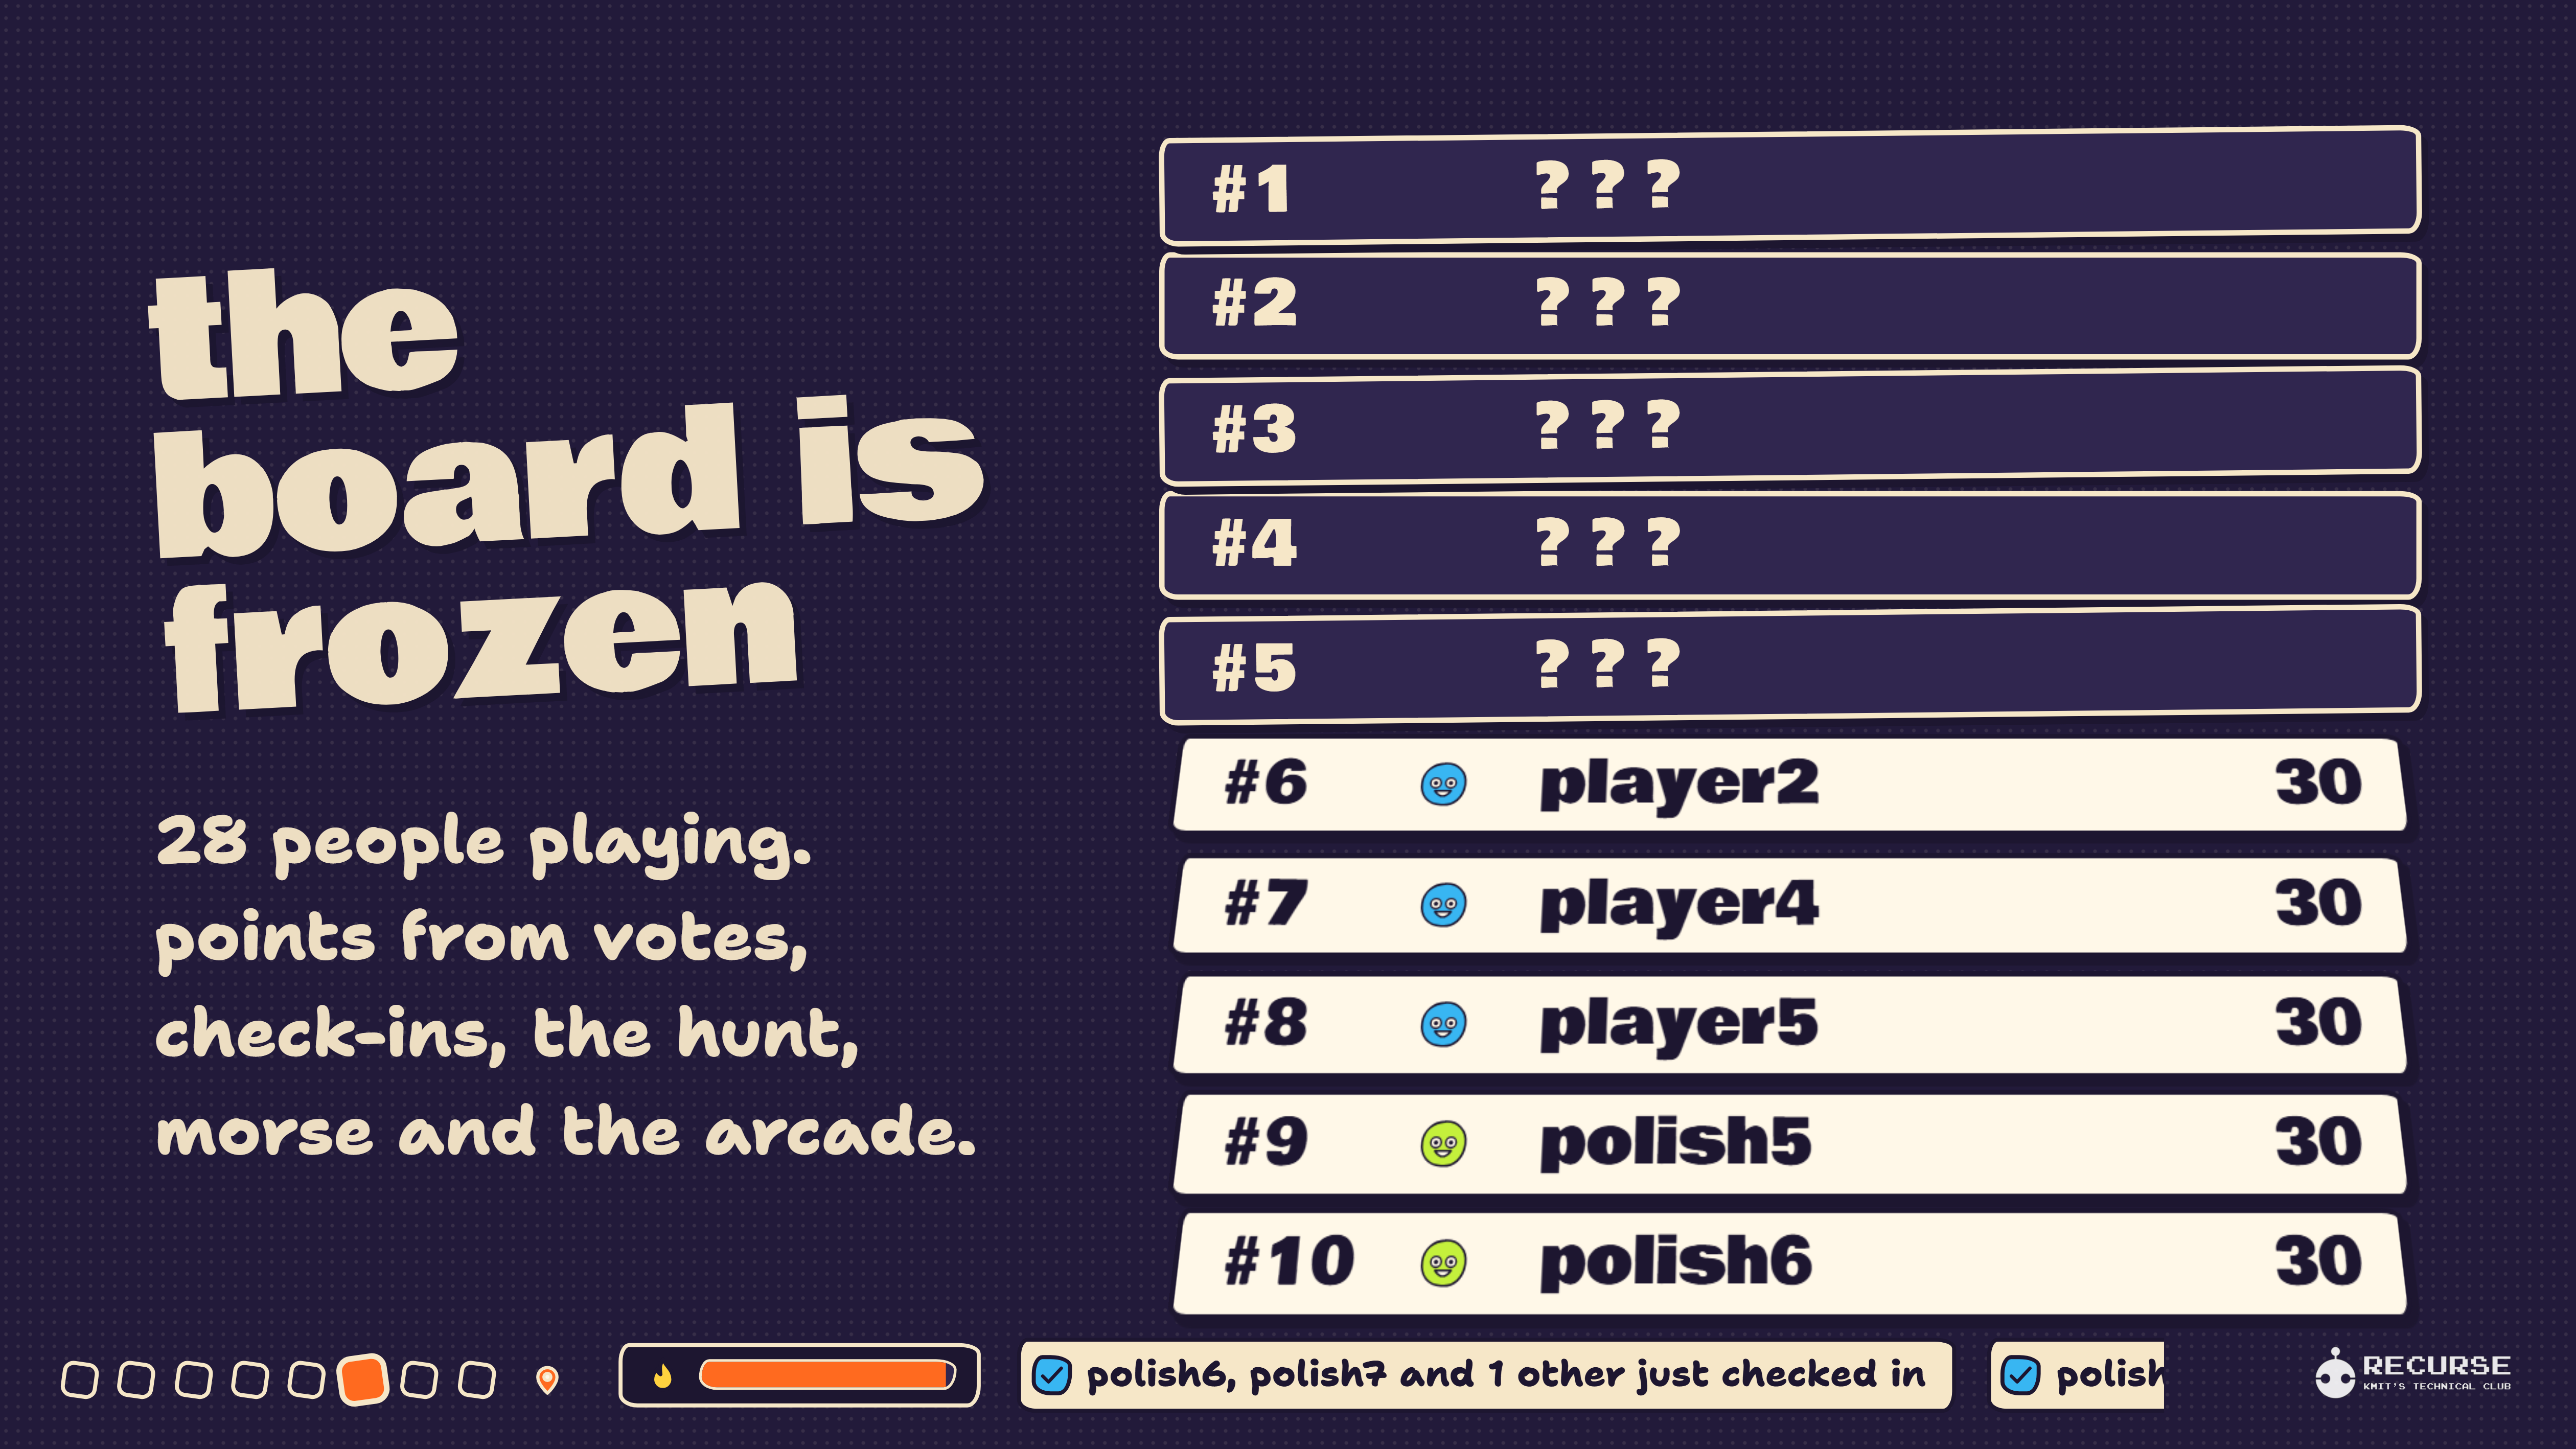 the
board is
frozen
28 people playing.
points from votes,
check-ins, the hunt,
morse and the arcade.
#1 ? ? ?
#2 ? ? ?
#3 ? ? ?
#4 ? ? ?
#5 ? ? ?
#6 player2 30
#7 player4 30
#8 player5 30
#9 polish5 30
#10 polish6 30
polish6, polish7 and 1 other just checked in
polish
RECURSE
KMIT'S TECHNICAL CLUB